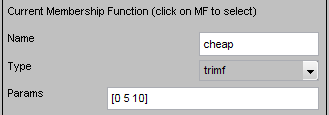 Current Membership Function (click on MF to select)
Name cheap
Type trimf
Params [0 5 10]